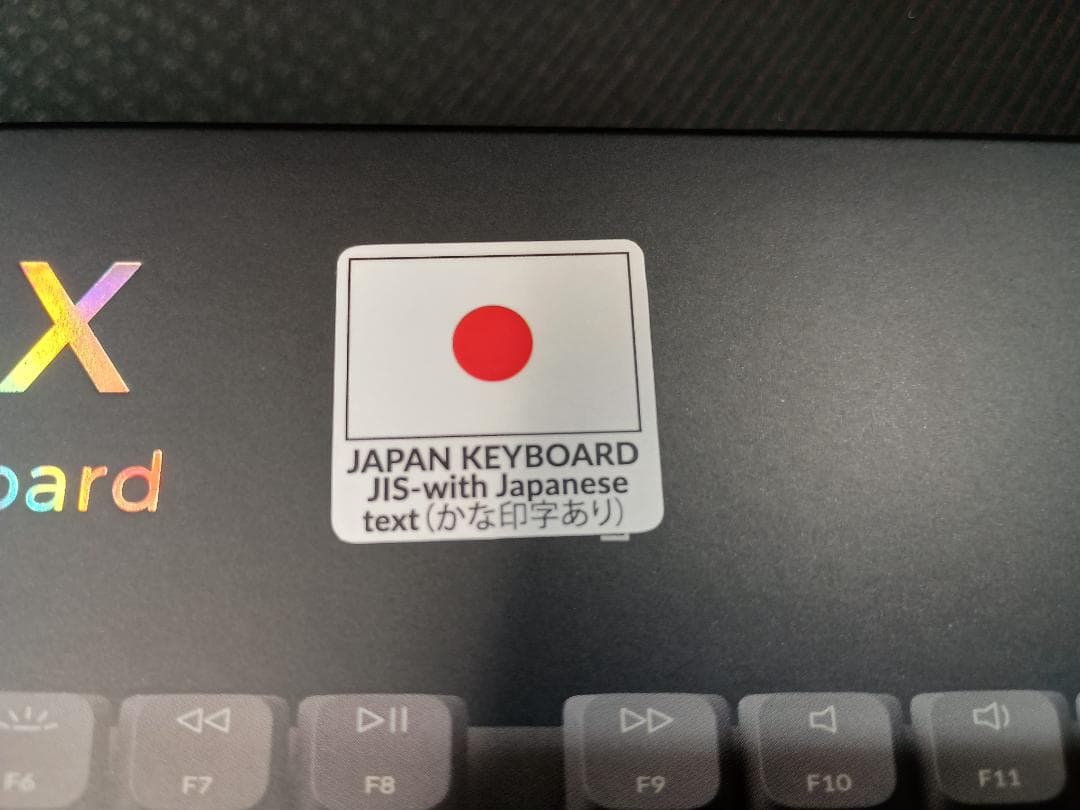 X
oard
JAPAN KEYBOARD
JIS-with Japanese
text(かな印字あり)
F6 F7 F8 F9 F10 F11